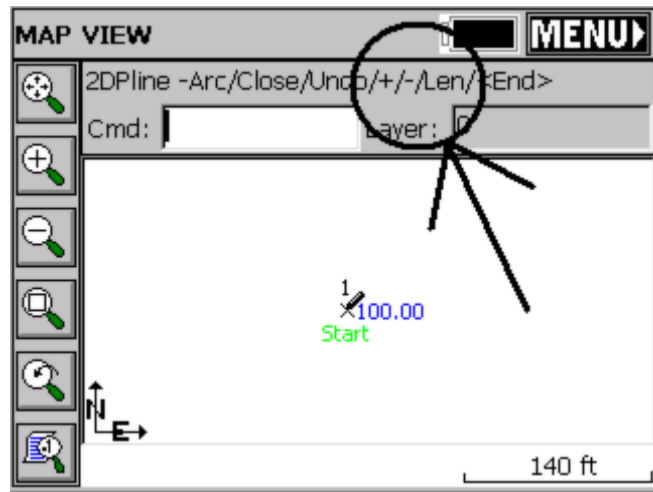 MAP VIEW
MENU
2DPline -Arc/Close/Undo/+/-/Len/<End>
Cmd:
Layer:
1
100.00
Start
N
E
140 ft